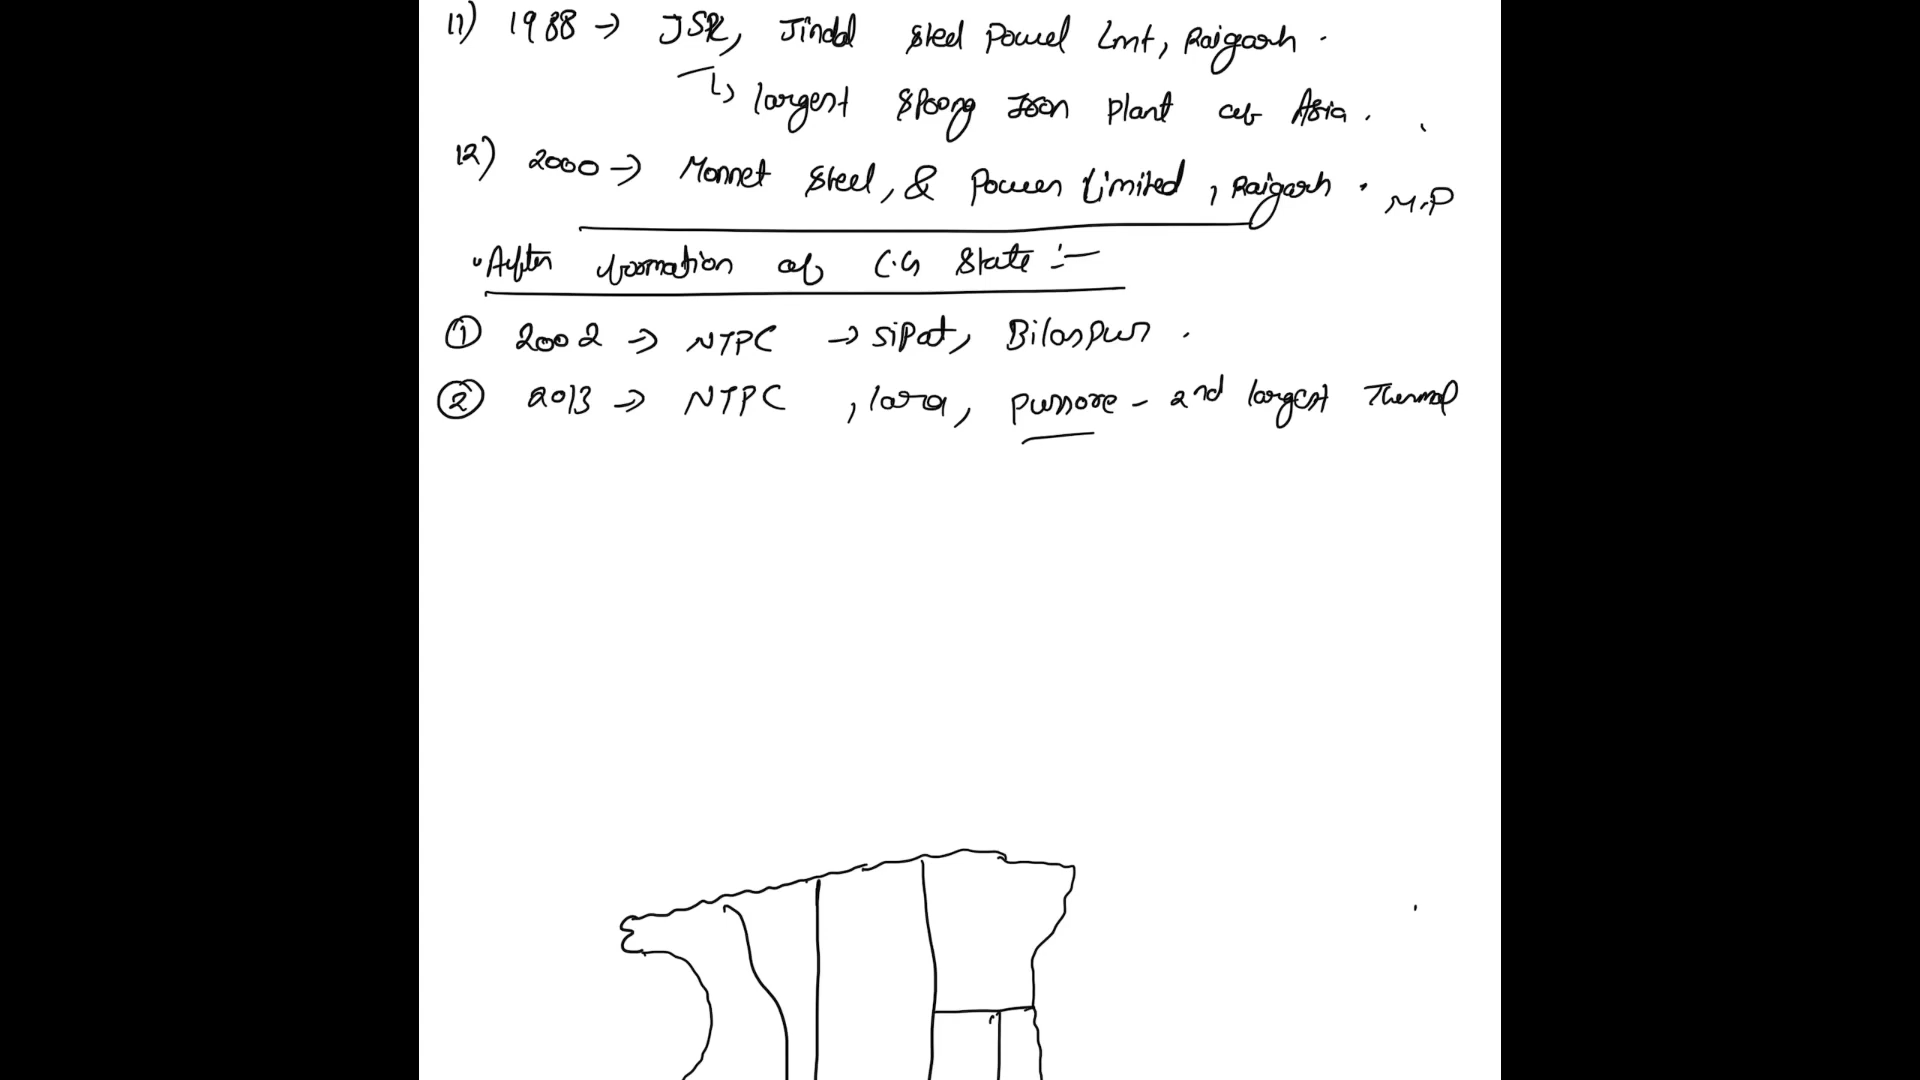 11) 1988 → JSPL, Jindal Steel Power Lmt, Raigarh.
↳ largest Spong Iron Plant of Asia.
12) 2000 → Monnet Steel, & Power Limited, Raigarh. M.P
• After formation of C.G State :-
① 2002 → NTPC → Sipat, Bilaspur.
② 2013 → NTPC, lara, pussore - 2nd largest Thermal